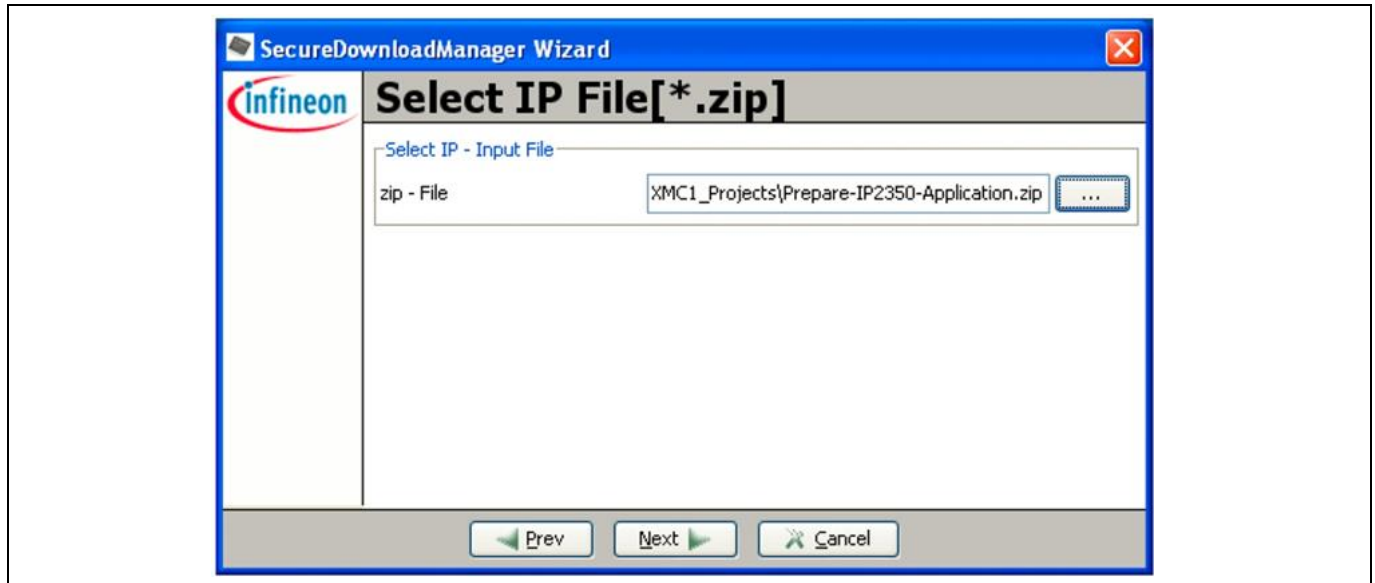 SecureDownloadManager Wizard
infineon
Select IP File[*.zip]
Select IP - Input File
zip - File
XMC1_Projects\Prepare-IP2350-Application.zip
...
Prev
Next
Cancel